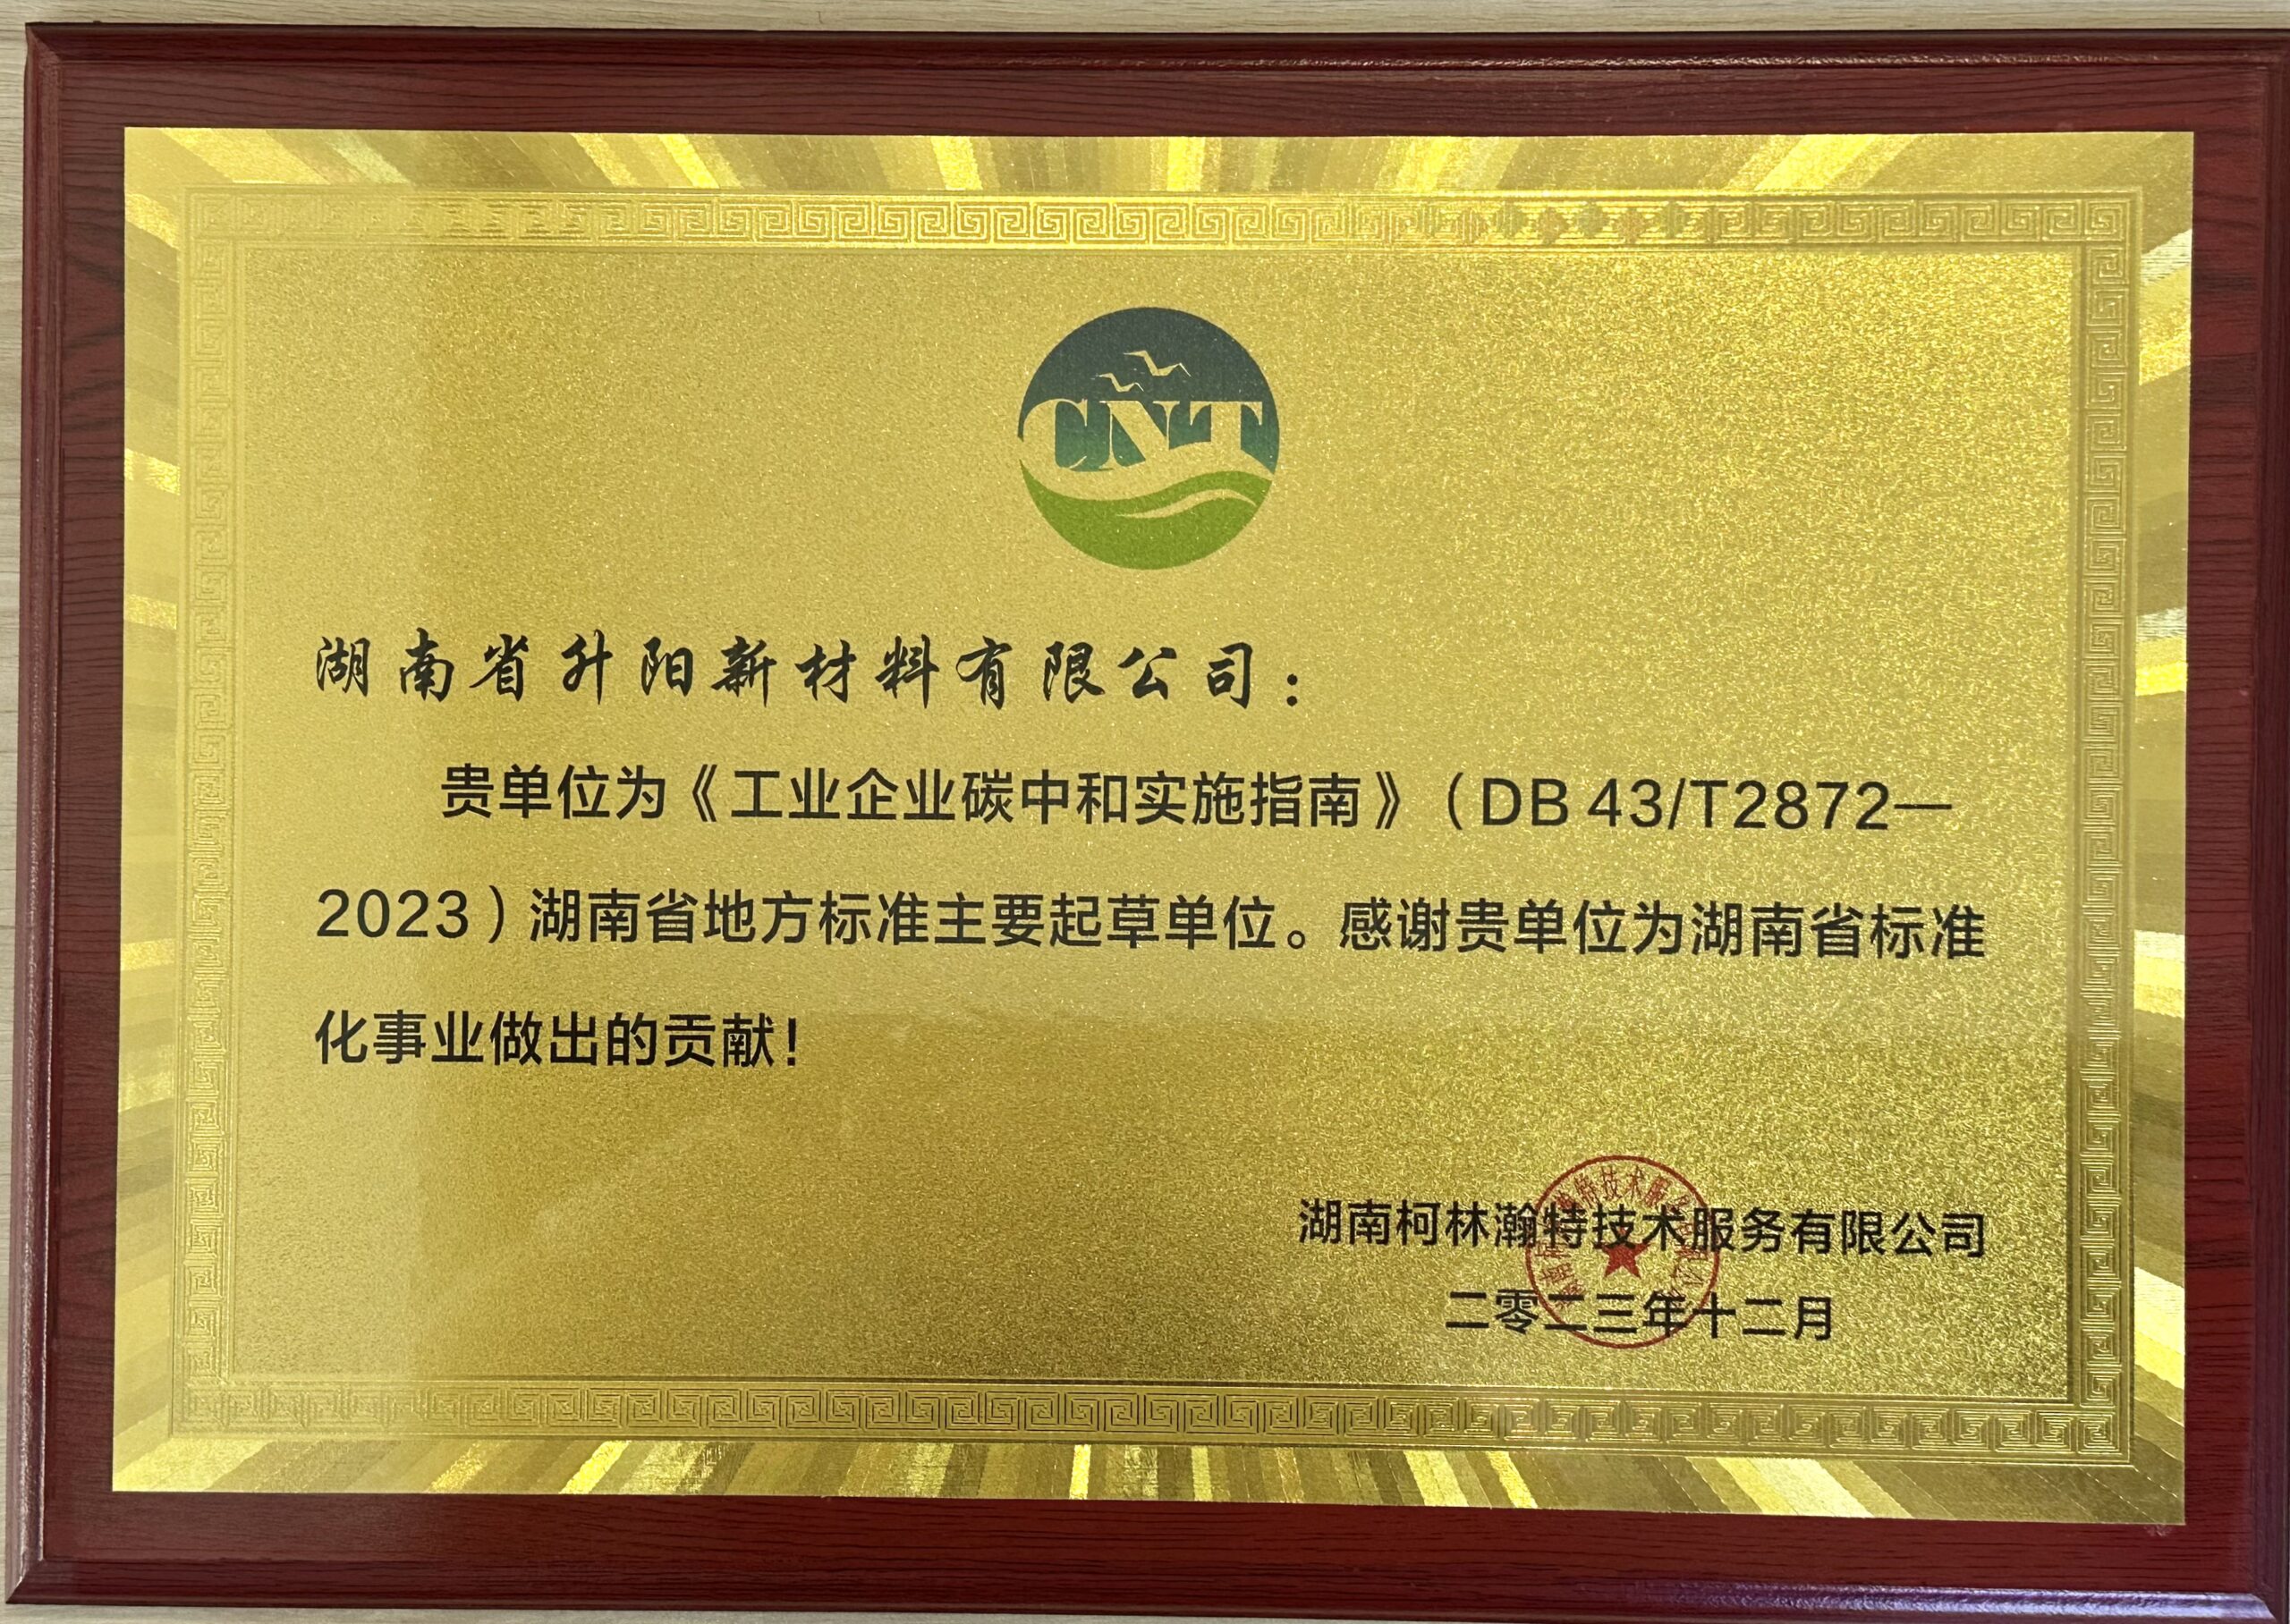 CNT
湖南省升阳新材料有限公司：
贵单位为《工业企业碳中和实施指南》（DB 43/T2872—
2023）湖南省地方标准主要起草单位。感谢贵单位为湖南省标准
化事业做出的贡献！
湖南柯林瀚特技术服务有限公司
二零二三年十二月